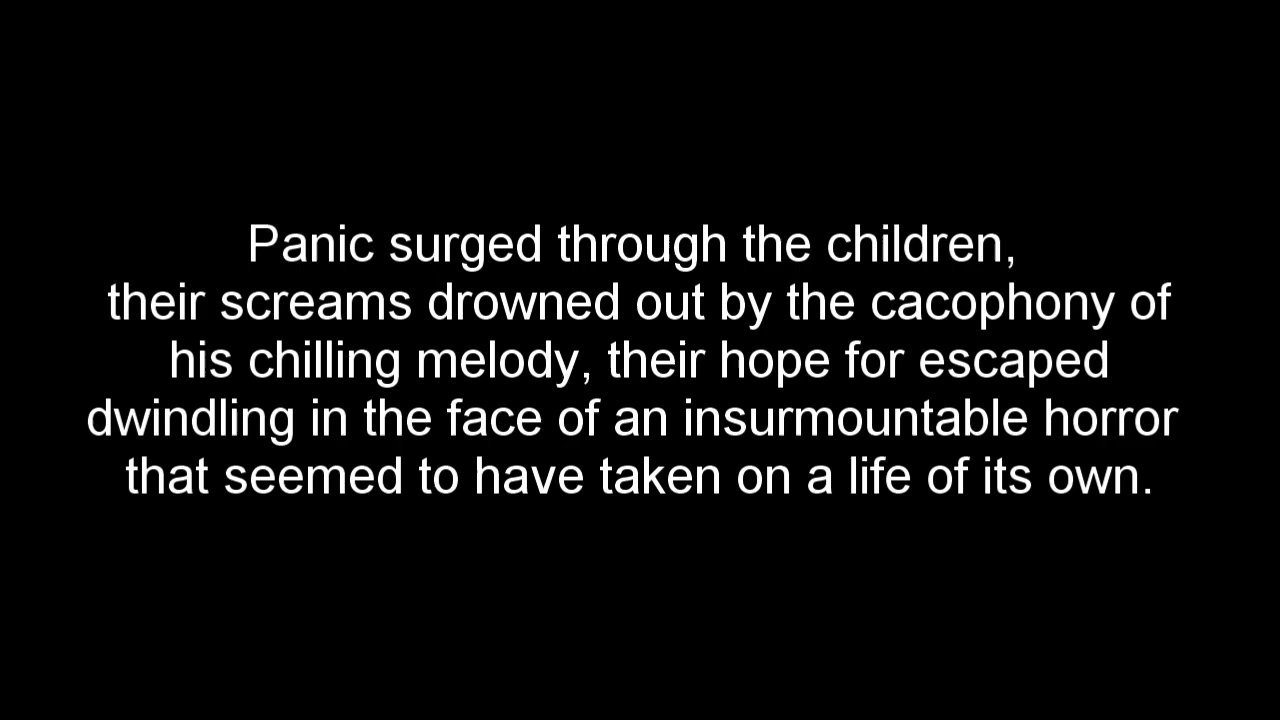 Panic surged through the children,
their screams drowned out by the cacophony of
his chilling melody, their hope for escaped
dwindling in the face of an insurmountable horror
that seemed to have taken on a life of its own.